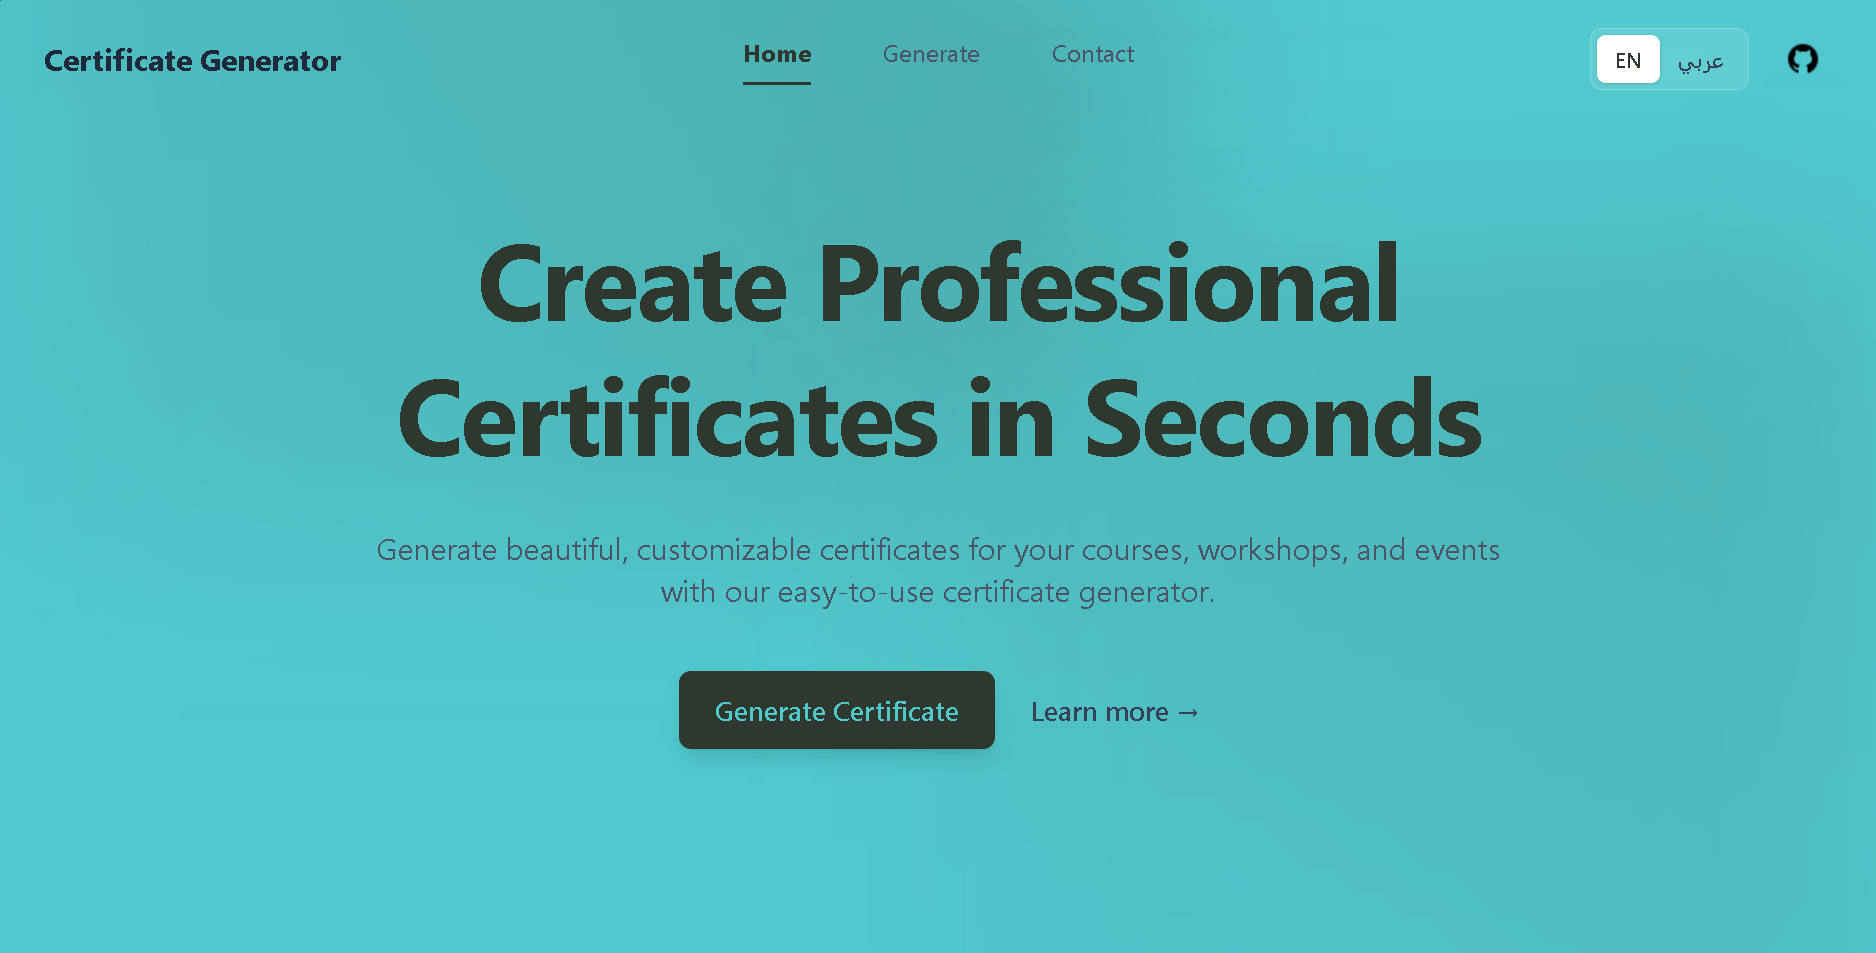 Certificate Generator
Home
Generate
Contact
EN
عربي
Create Professional
Certificates in Seconds
Generate beautiful, customizable certificates for your courses, workshops, and events
with our easy-to-use certificate generator.
Generate Certificate
Learn more →